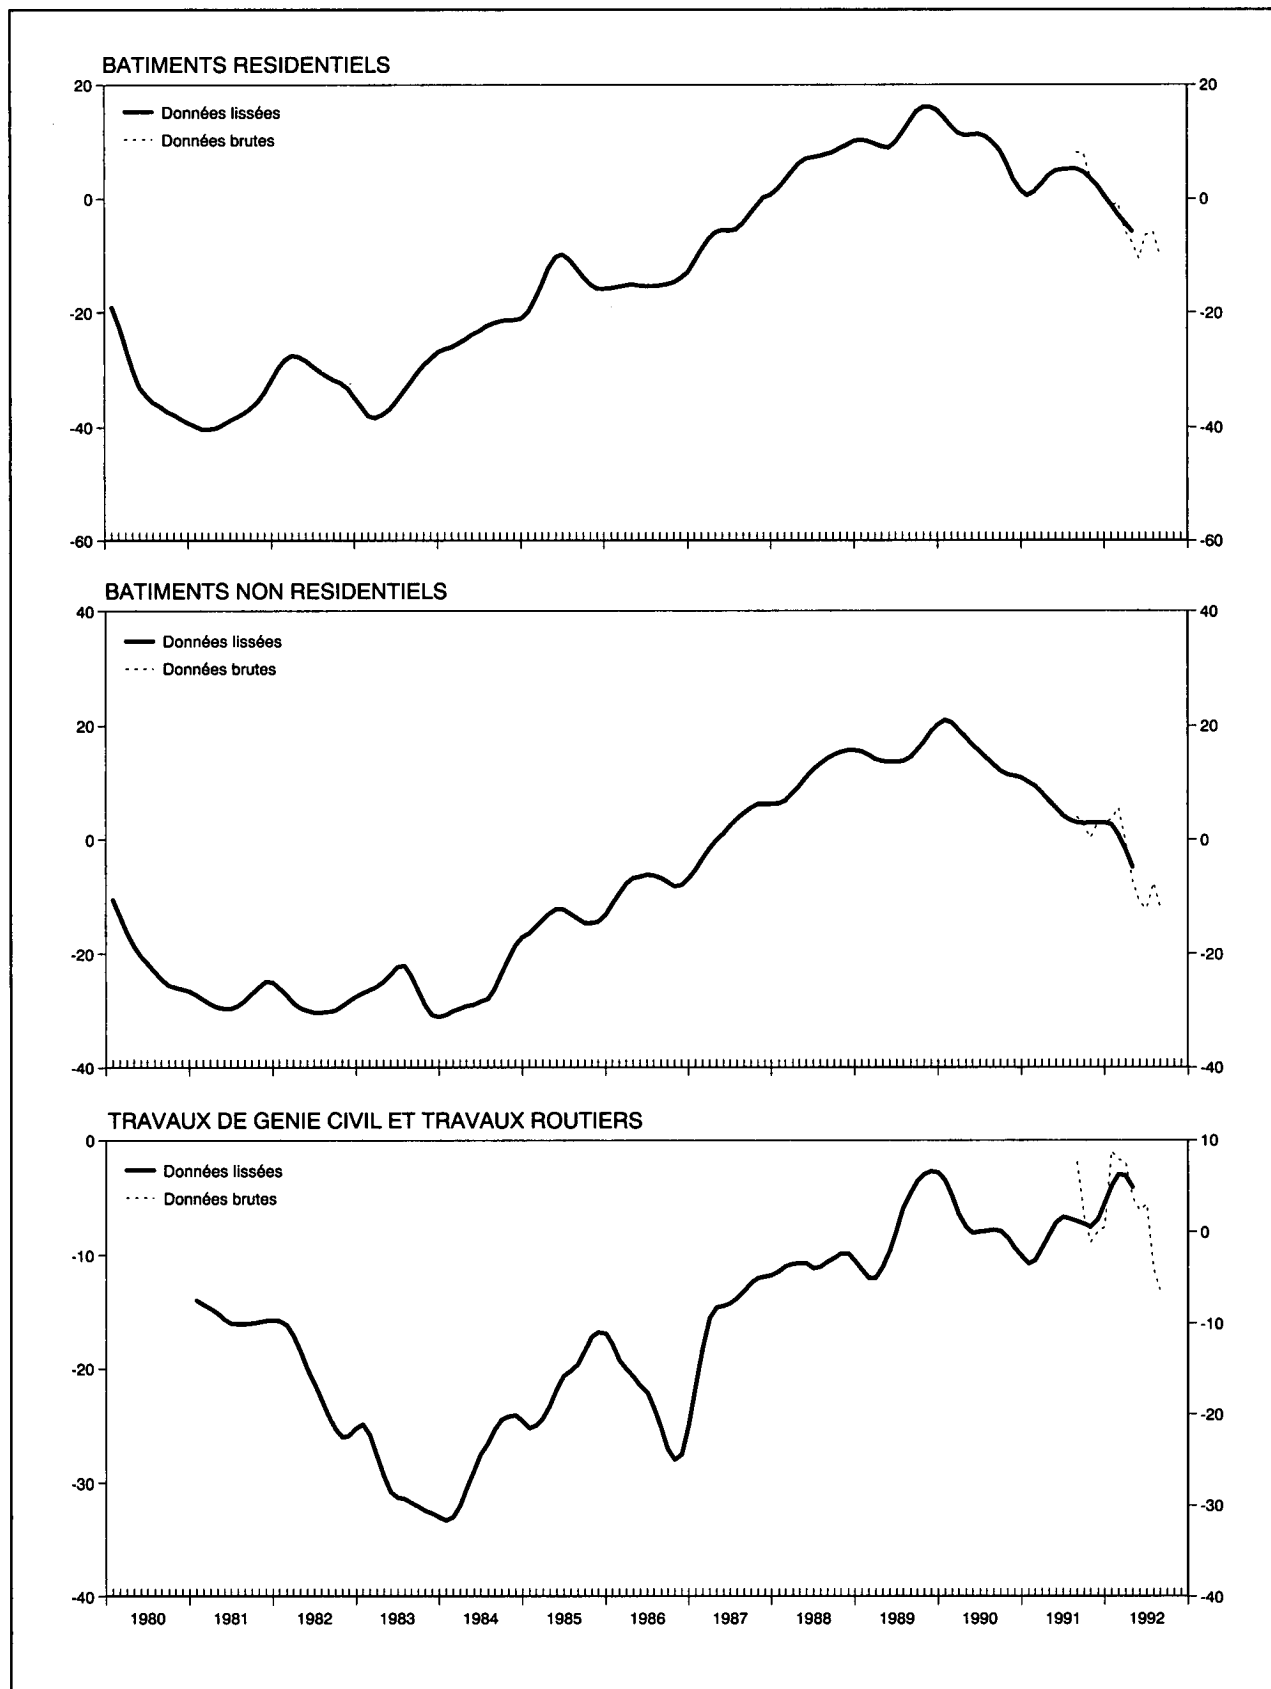 BATIMENTS RESIDENTIELS
20 20
Données lissées
Données brutes
0 0
-20 -20
-40 -40
-60 -60
BATIMENTS NON RESIDENTIELS
40 40
Données lissées
Données brutes
20 20
0 0
-20 -20
-40 -40
TRAVAUX DE GENIE CIVIL ET TRAVAUX ROUTIERS
0 10
Données lissées
Données brutes
0
-10
-10
-20
-20
-30
-30
-40 -40
1980 1981 1982 1983 1984 1985 1986 1987 1988 1989 1990 1991 1992